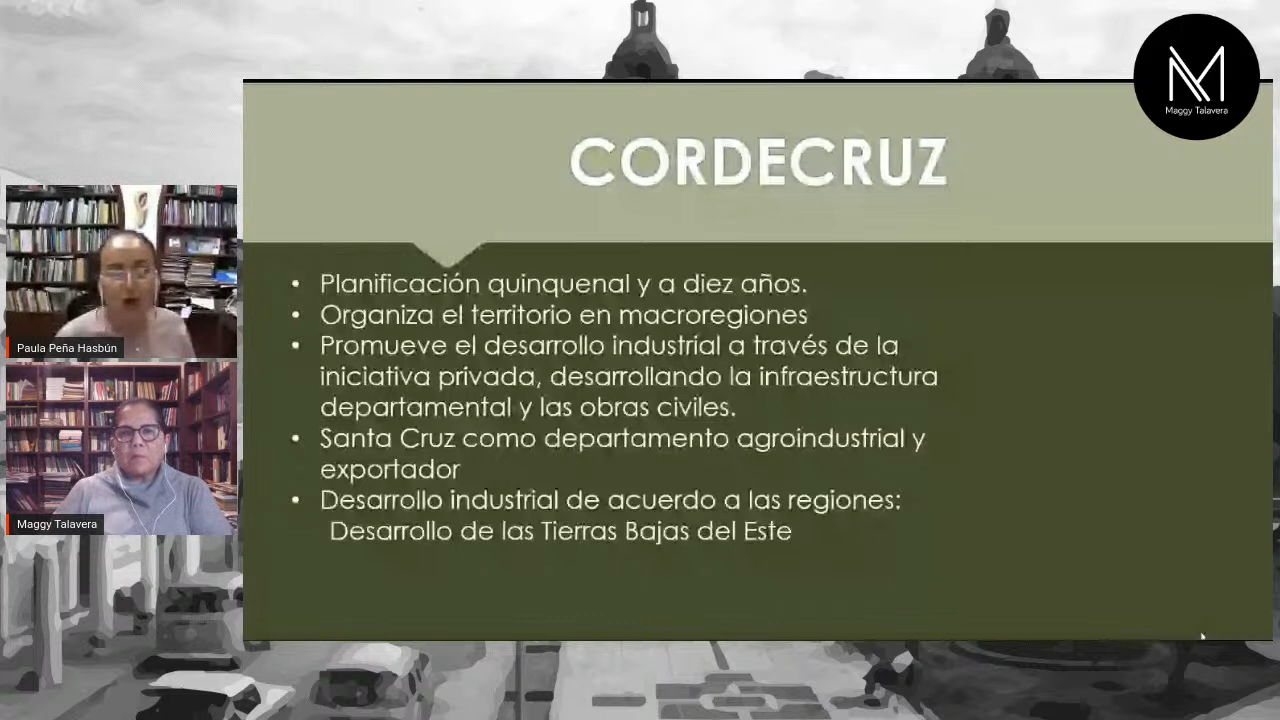 Maggy Talavera
CORDECRUZ
• Planificación quinquenal y a diez años.
• Organiza el territorio en macroregiones
• Promueve el desarrollo industrial a través de la
iniciativa privada, desarrollando la infraestructura
departamental y las obras civiles.
• Santa Cruz como departamento agroindustrial y
exportador
• Desarrollo industrial de acuerdo a las regiones:
Desarrollo de las Tierras Bajas del Este
Paula Peña Hasbún
Maggy Talavera